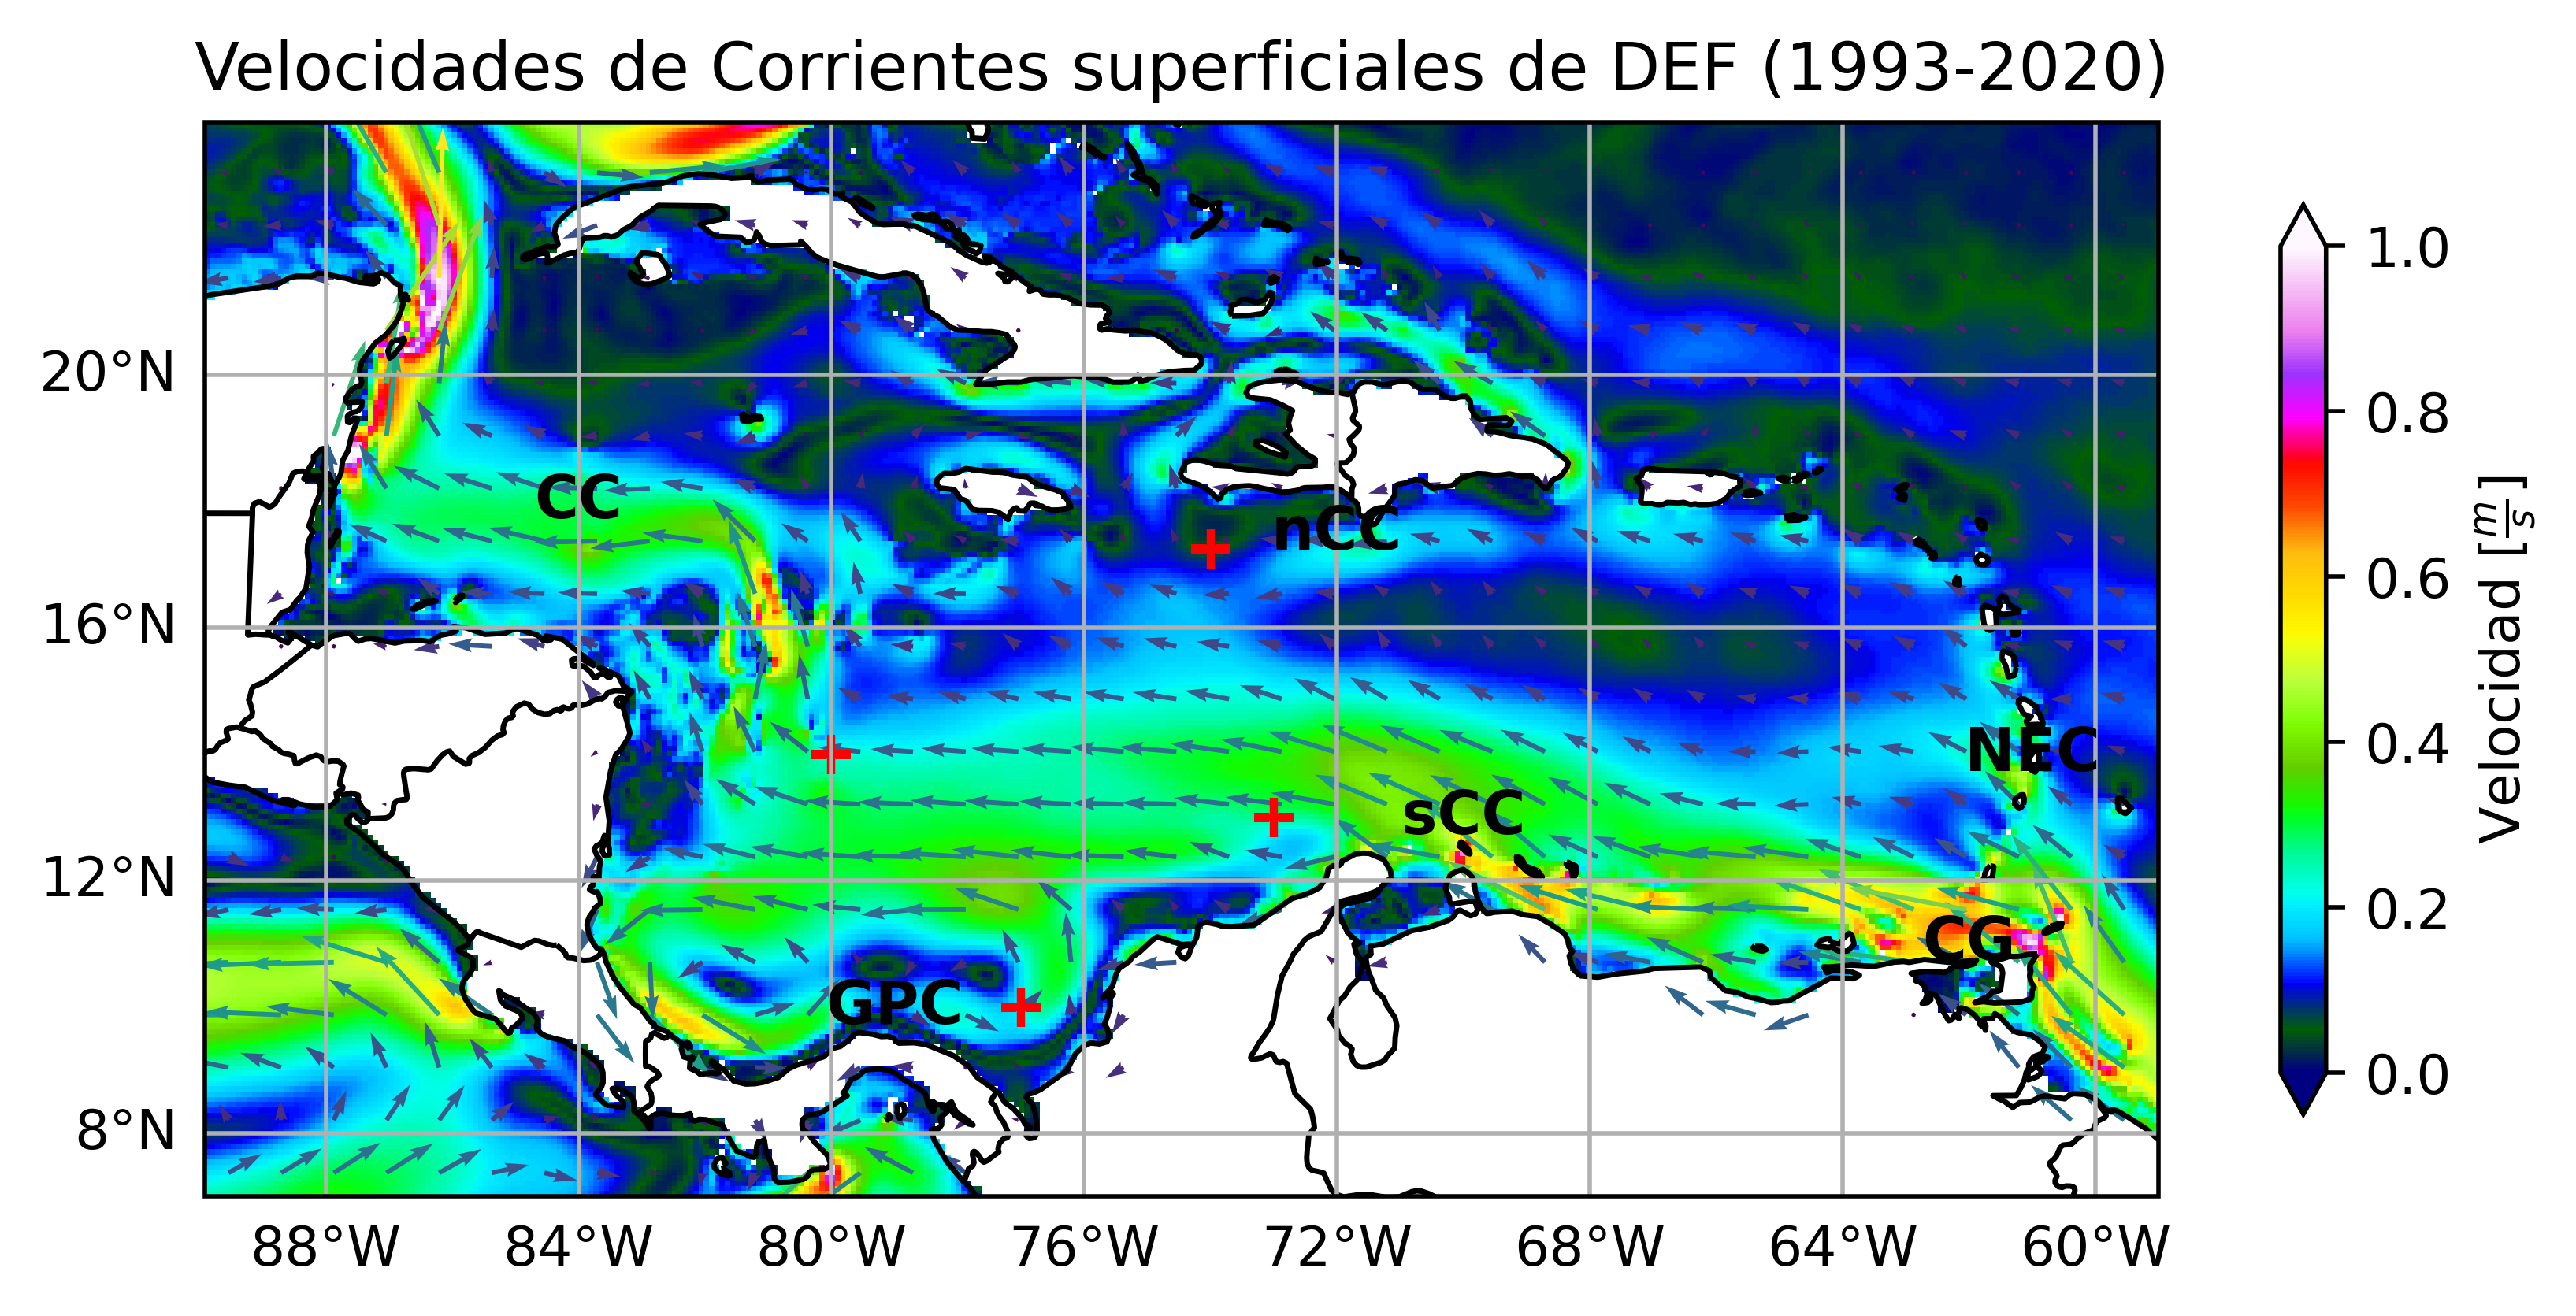 Velocidades de Corrientes superficiales de DEF (1993-2020)
20°N
16°N
12°N
8°N
CC
nCC
NEC
sCC
CG
GPC
88°W 84°W 80°W 76°W 72°W 68°W 64°W 60°W
1.0
0.8
0.6
0.4
0.2
0.0
Velocidad [m/s]